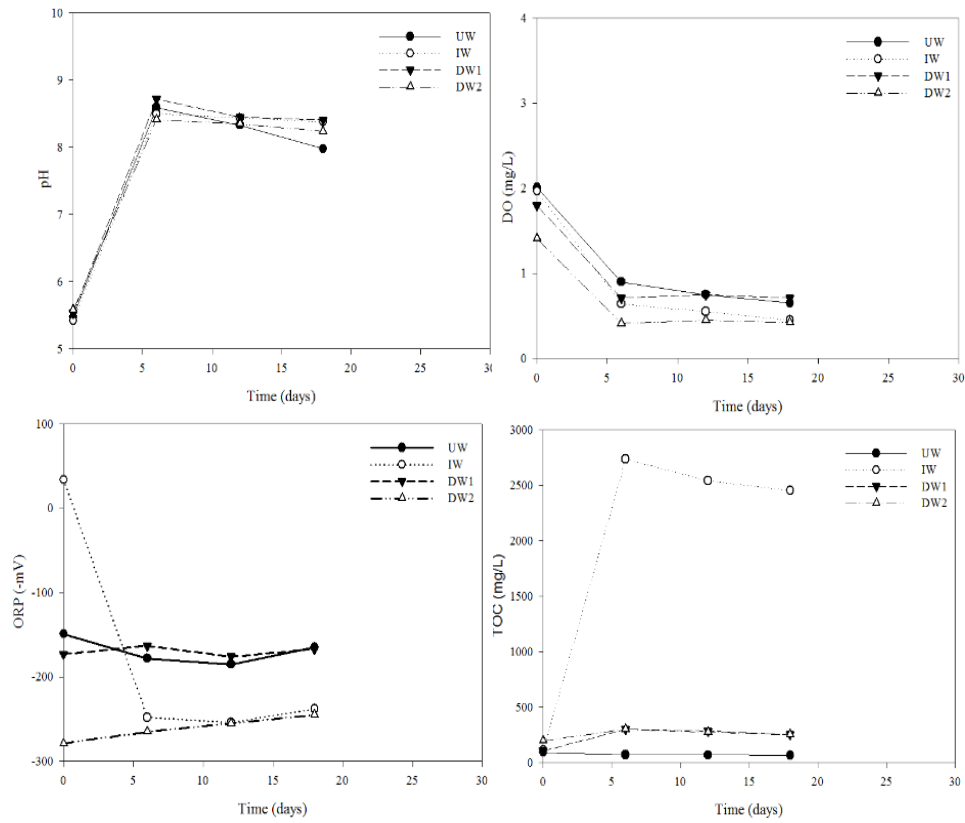 10
9
8
7
6
5
pH
0 5 10 15 20 25 30
Time (days)
UW
IW
DW1
DW2
4
3
2
1
0
DO (mg/L)
0 5 10 15 20 25 30
Time (days)
UW
IW
DW1
DW2
100
0
-100
-200
-300
ORP (-mV)
0 5 10 15 20 25 30
Time (days)
UW
IW
DW1
DW2
3000
2500
2000
1500
1000
500
0
TOC (mg/L)
0 5 10 15 20 25 30
Time (days)
UW
IW
DW1
DW2